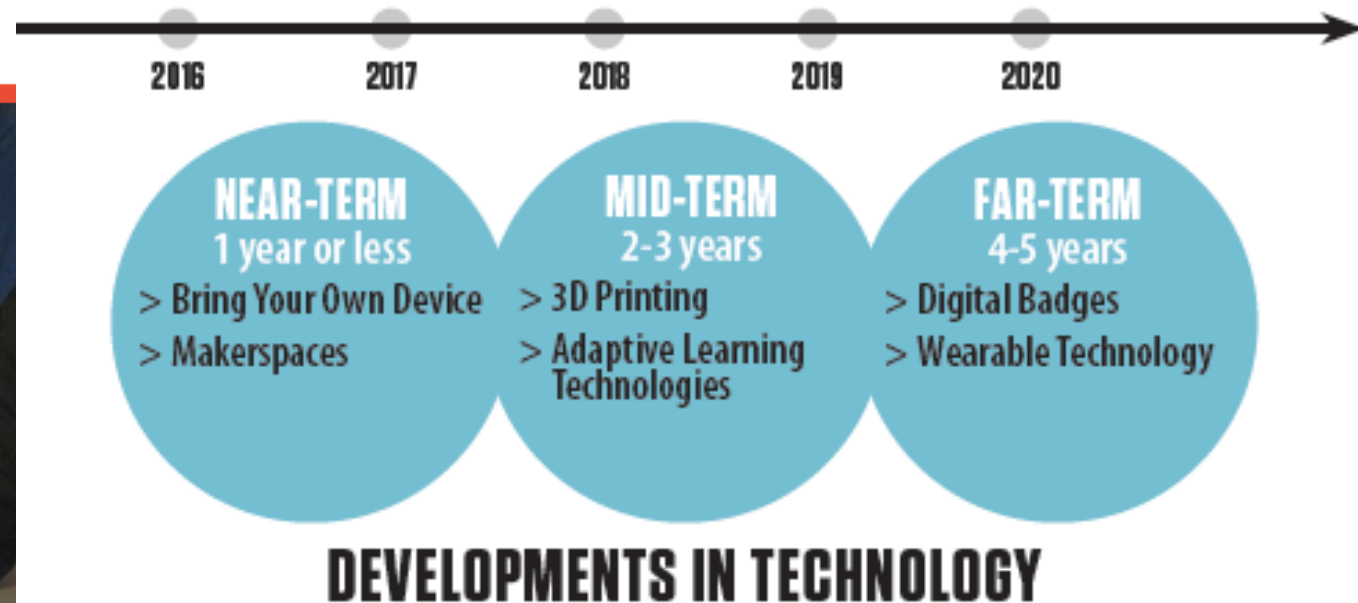 2016 2017 2018 2019 2020
NEAR-TERM
1 year or less
> Bring Your Own Device
> Makerspaces
MID-TERM
2-3 years
> 3D Printing
> Adaptive Learning
Technologies
FAR-TERM
4-5 years
> Digital Badges
> Wearable Technology
DEVELOPMENTS IN TECHNOLOGY